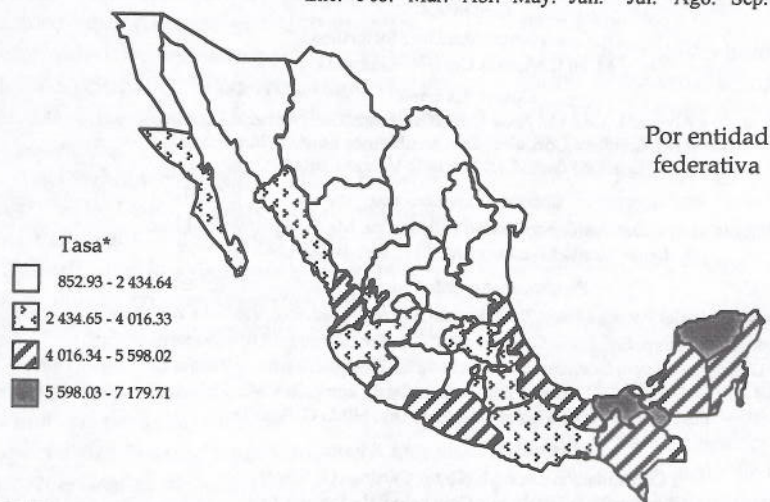 Ene. Feb. Mar. Abr. May. Jun. Jul. Ago. Sep.
Por entidad
federativa
Tasa*
852.93 - 2 434.64
2 434.65 - 4 016.33
4 016.34 - 5 598.02
5 598.03 - 7 179.71